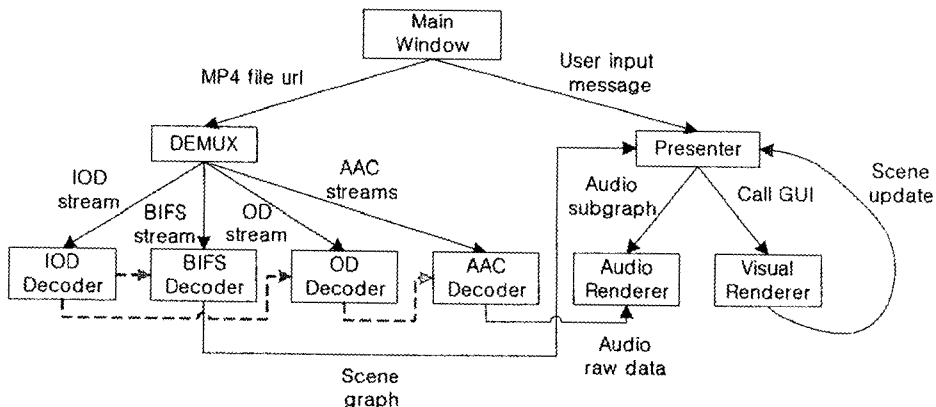 Main
Window
MP4 file url
User input
message
DEMUX
Presenter
IOD
stream
BIFS
stream
OD
stream
AAC
streams
Audio
subgraph
Call GUI
Scene
update
IOD
Decoder
BIFS
Decoder
OD
Decoder
AAC
Decoder
Audio
Renderer
Visual
Renderer
Audio
raw data
Scene
graph